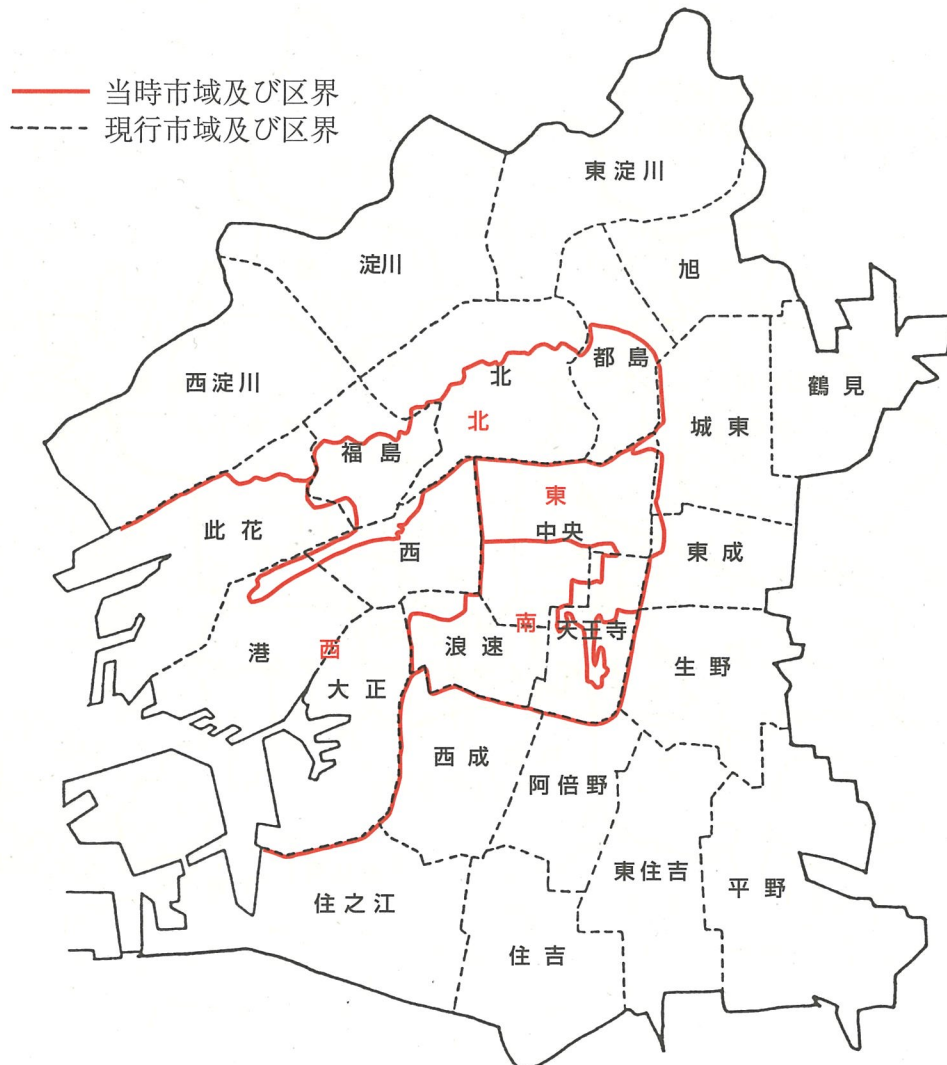 当時市域及び区界
現行市域及び区界
東淀川
淀川
旭
西淀川
北
都島
鶴見
北
城東
福島
東
此花
中央
西
東成
南
天王寺
港
西
浪速
生野
大正
西成
阿倍野
東住吉
平野
住之江
住吉